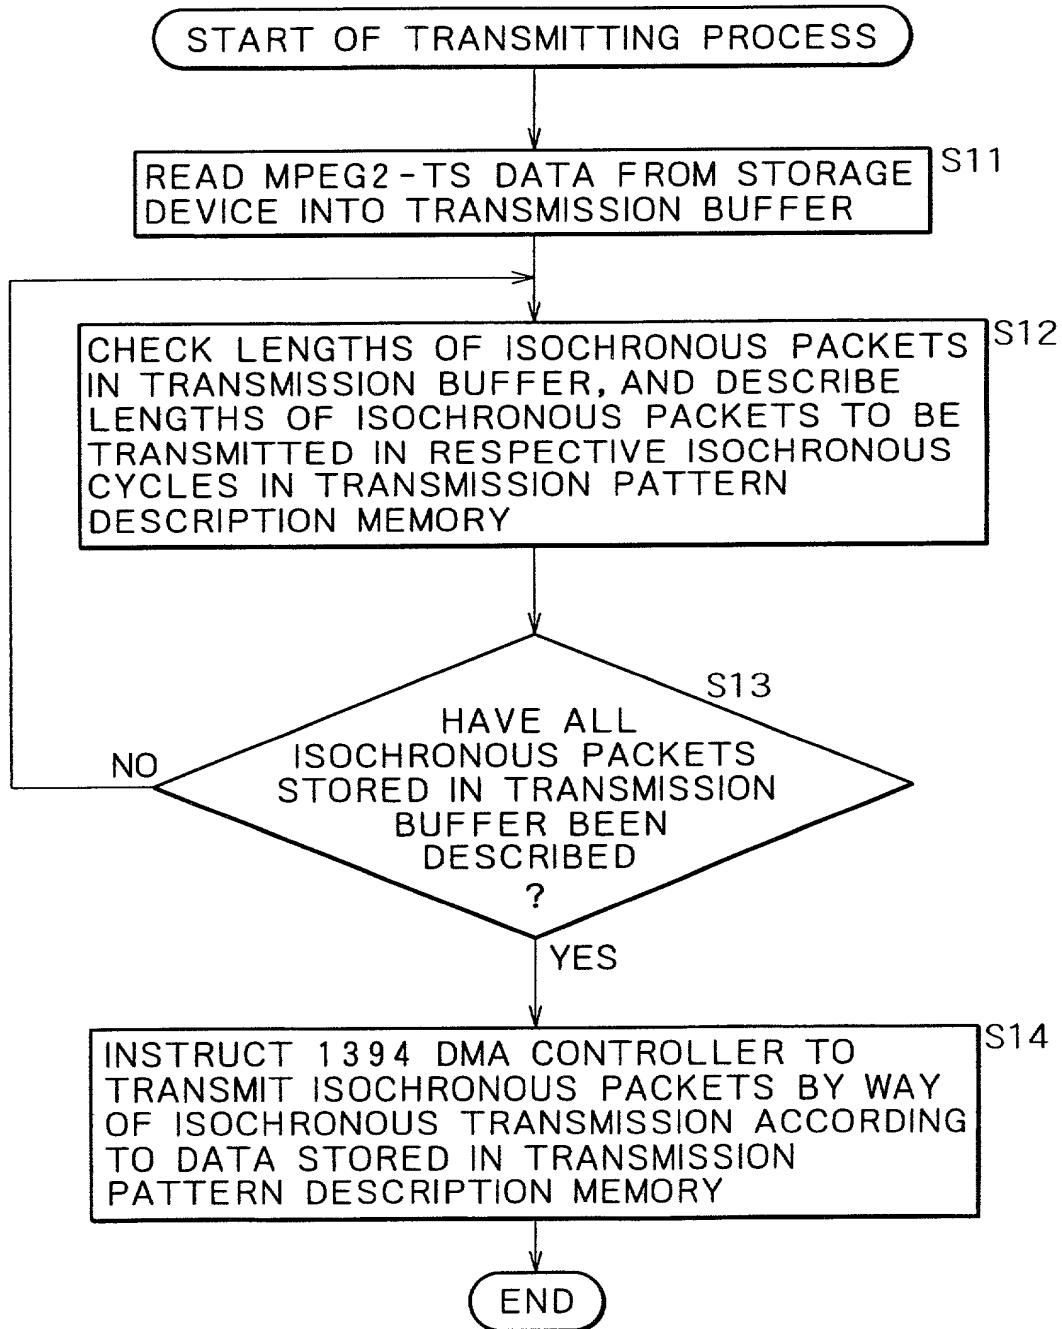 START OF TRANSMITTING PROCESS
S11
READ MPEG2-TS DATA FROM STORAGE
DEVICE INTO TRANSMISSION BUFFER
S12
CHECK LENGTHS OF ISOCHRONOUS PACKETS
IN TRANSMISSION BUFFER, AND DESCRIBE
LENGTHS OF ISOCHRONOUS PACKETS TO BE
TRANSMITTED IN RESPECTIVE ISOCHRONOUS
CYCLES IN TRANSMISSION PATTERN
DESCRIPTION MEMORY
S13
HAVE ALL
ISOCHRONOUS PACKETS
STORED IN TRANSMISSION
BUFFER BEEN
DESCRIBED
?
NO
YES
S14
INSTRUCT 1394 DMA CONTROLLER TO
TRANSMIT ISOCHRONOUS PACKETS BY WAY
OF ISOCHRONOUS TRANSMISSION ACCORDING
TO DATA STORED IN TRANSMISSION
PATTERN DESCRIPTION MEMORY
END